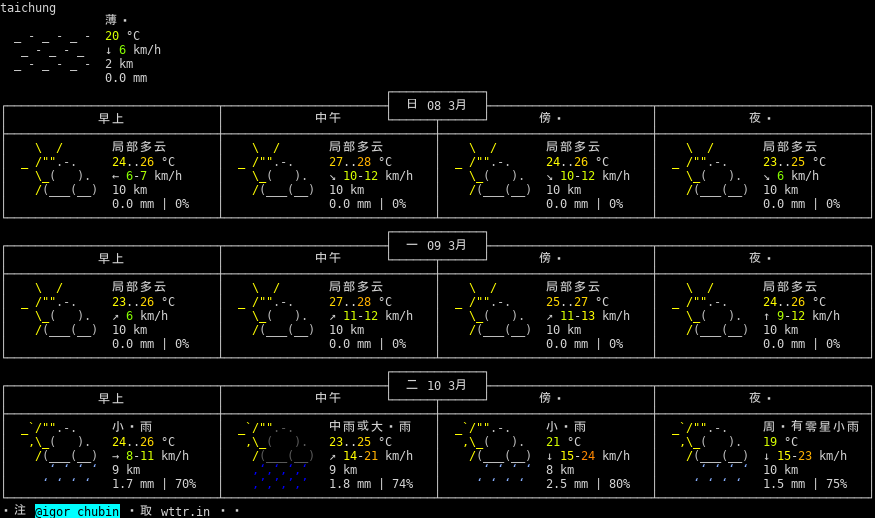 taichung
薄・
20 °C
↓ 6 km/h
2 km
0.0 mm
日 08 3月
早上 中午 傍・ 夜・
局部多云 局部多云 局部多云 局部多云
24..26 °C 27..28 °C 24..26 °C 23..25 °C
← 6-7 km/h ↘ 10-12 km/h ↘ 10-12 km/h ↘ 6 km/h
10 km 10 km 10 km 10 km
0.0 mm | 0% 0.0 mm | 0% 0.0 mm | 0% 0.0 mm | 0%
一 09 3月
早上 中午 傍・ 夜・
局部多云 局部多云 局部多云 局部多云
23..26 °C 27..28 °C 25..27 °C 24..26 °C
↗ 6 km/h ↗ 11-12 km/h ↗ 11-13 km/h ↑ 9-12 km/h
10 km 10 km 10 km 10 km
0.0 mm | 0% 0.0 mm | 0% 0.0 mm | 0% 0.0 mm | 0%
二 10 3月
早上 中午 傍・ 夜・
小・雨 中雨或大・雨 小・雨 周・有零星小雨
24..26 °C 23..25 °C 21 °C 19 °C
→ 8-11 km/h ↗ 14-21 km/h ↓ 15-24 km/h ↓ 15-23 km/h
9 km 9 km 8 km 10 km
1.7 mm | 70% 1.8 mm | 74% 2.5 mm | 80% 1.5 mm | 75%
・注 @igor_chubin ・取 wttr.in ・・